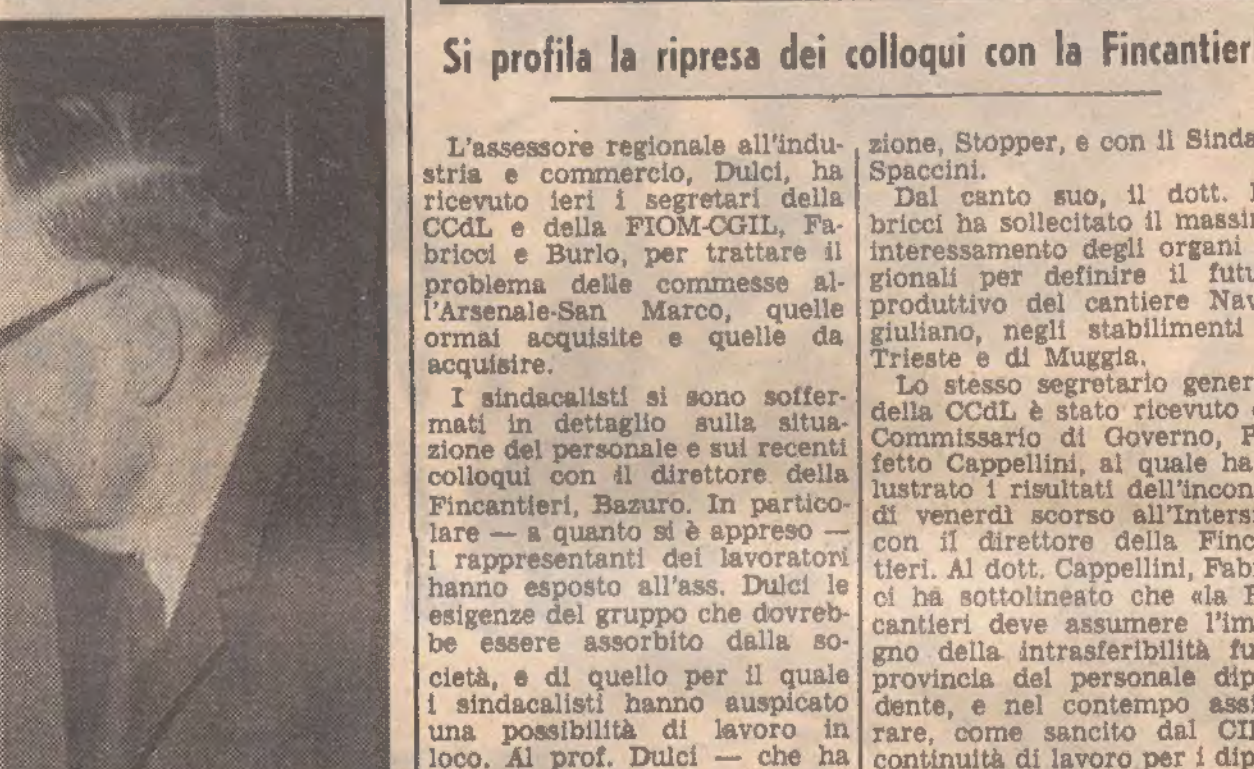 Si profila la ripresa dei colloqui con la Fincantier
L'assessore regionale all'indu-
stria e commercio, Dulci, ha
ricevuto ieri i segretari della
CCdL e della FIOM-CGIL, Fa-
bricci e Burlo, per trattare il
problema delle commesse al-
l'Arsenale-San Marco, quelle
ormai acquisite e quelle da
acquisire.
I sindacalisti si sono soffer-
mati in dettaglio sulla situa-
zione del personale e sui recenti
colloqui con il direttore della
Fincantieri, Bazuro. In partico-
lare — a quanto si è appreso —
i rappresentanti dei lavoratori
hanno esposto all'ass. Dulci le
esigenze del gruppo che dovreb-
be essere assorbito dalla so-
cietà, e di quello per il quale
i sindacalisti hanno auspicato
una possibilità di lavoro in
loco. Al prof. Dulci — che ha
zione, Stopper, e con il Sinda
Spaccini.
Dal canto suo, il dott.
bricci ha sollecitato il massi
interessamento degli organi
gionali per definire il futu
produttivo del cantiere Nav
giuliano, negli stabilimenti
Trieste e di Muggia.
Lo stesso segretario gener
della CCdL è stato ricevuto
Commissario di Governo, P
fetto Cappellini, al quale ha
lustrato i risultati dell'incon
di venerdì scorso all'Intersi
con il direttore della Finc
tieri. Al dott. Cappellini, Fab
ci ha sottolineato che «la F
cantieri deve assumere l'im
gno della intrasferibilità fu
provincia del personale dip
dente, e nel contempo assi
rare, come sancito dal CI
continuità di lavoro per i dip